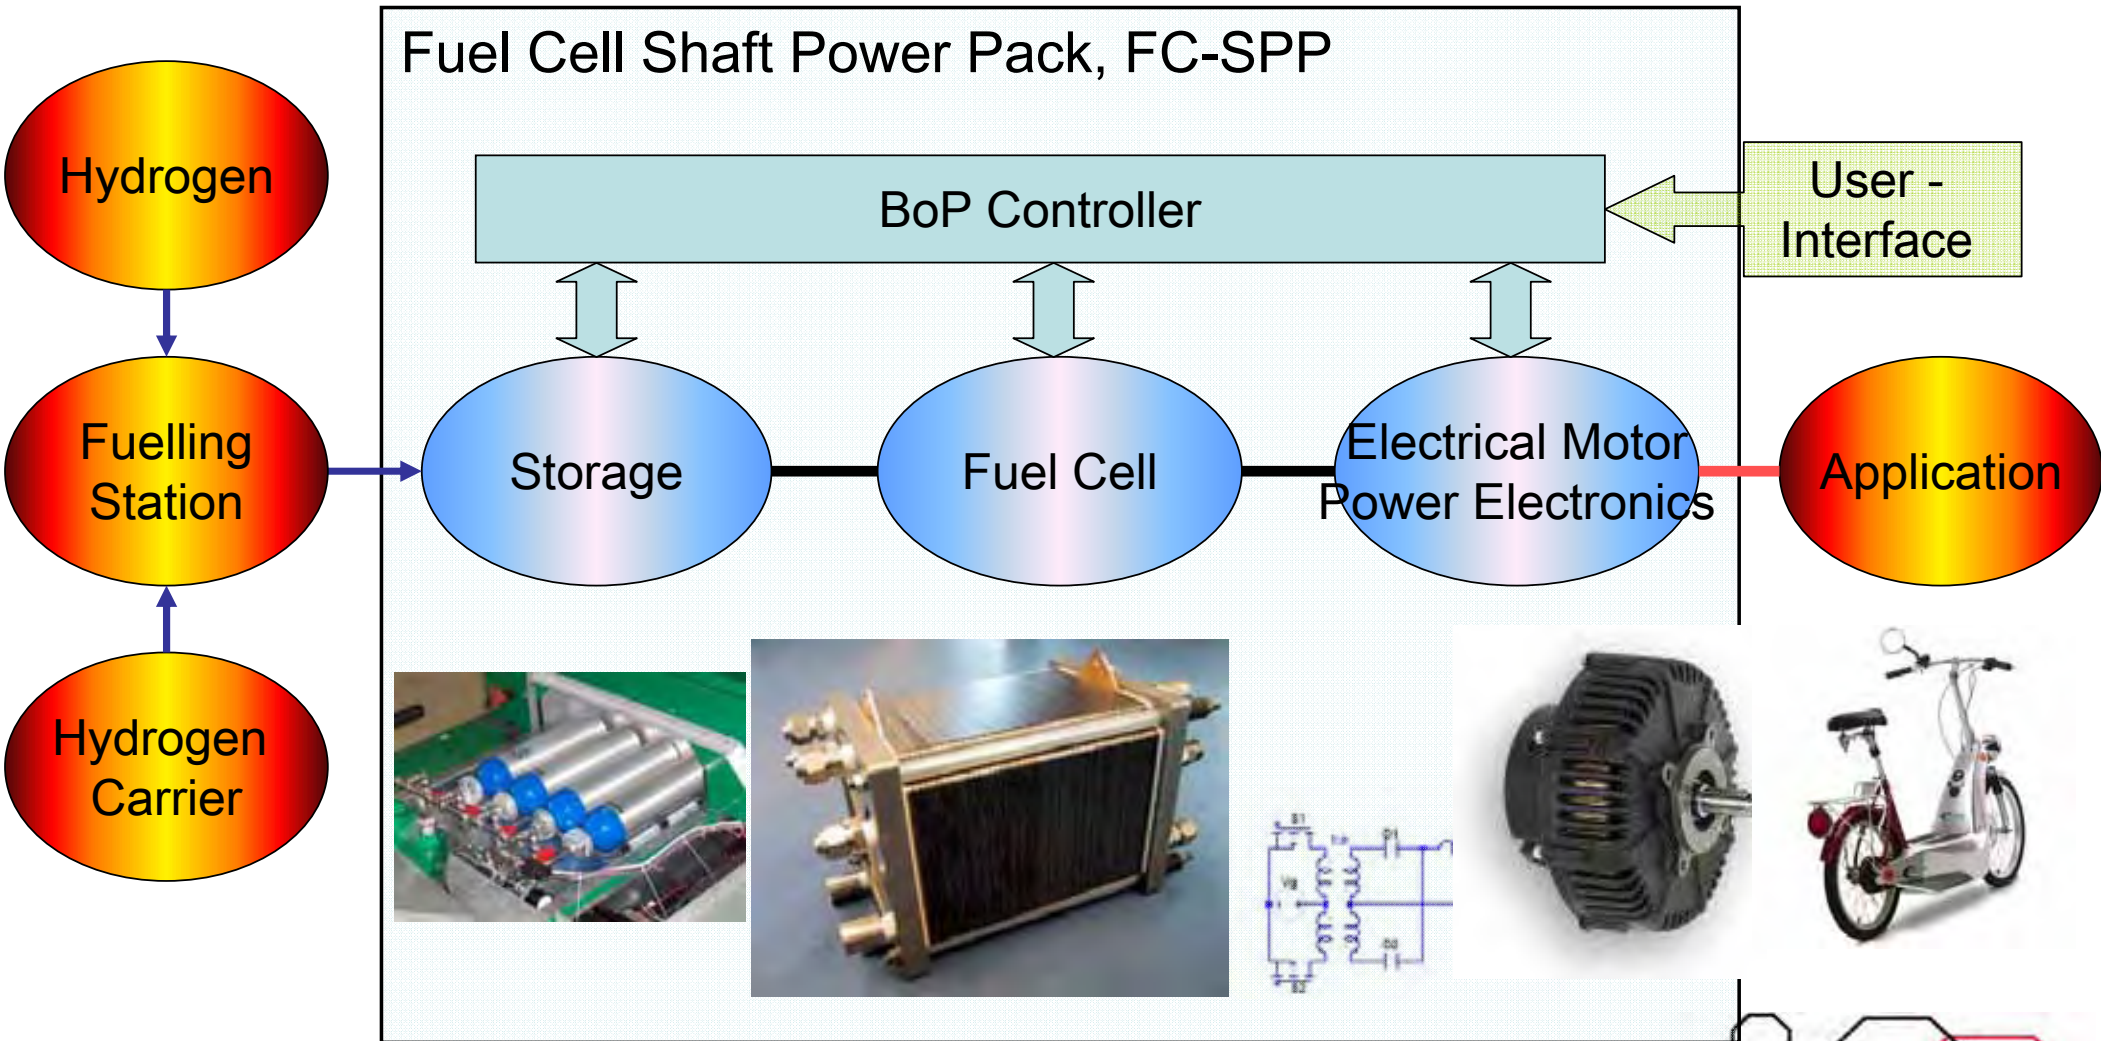 Fuel Cell Shaft Power Pack, FC-SPP
Hydrogen
BoP Controller
User -
Interface
Fuelling
Station
Storage
Fuel Cell
Electrical Motor
Power Electronics
Application
Hydrogen
Carrier